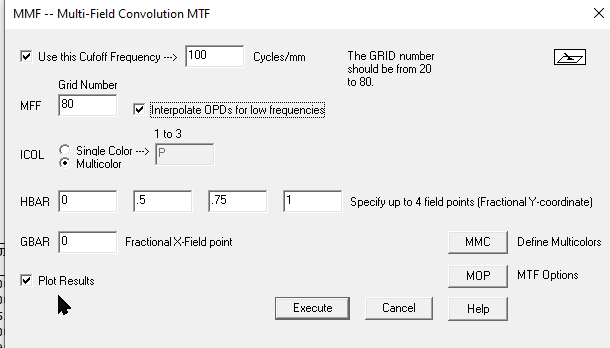 MMF -- Multi-Field Convolution MTF
Use this Cufoff Frequency ---> 100 Cycles/mm
The GRID number
should be from 20
to 80.
Grid Number
MFF 80 Interpolate OPDs for low frequencies
1 to 3
ICOL Single Color ---> P
Multicolor
HBAR 0 .5 .75 1 Specify up to 4 field points (Fractional Y-coordinate)
GBAR 0 Fractional X-Field point
MMC Define Multicolors
MOP MTF Options
Plot Results
Execute Cancel Help